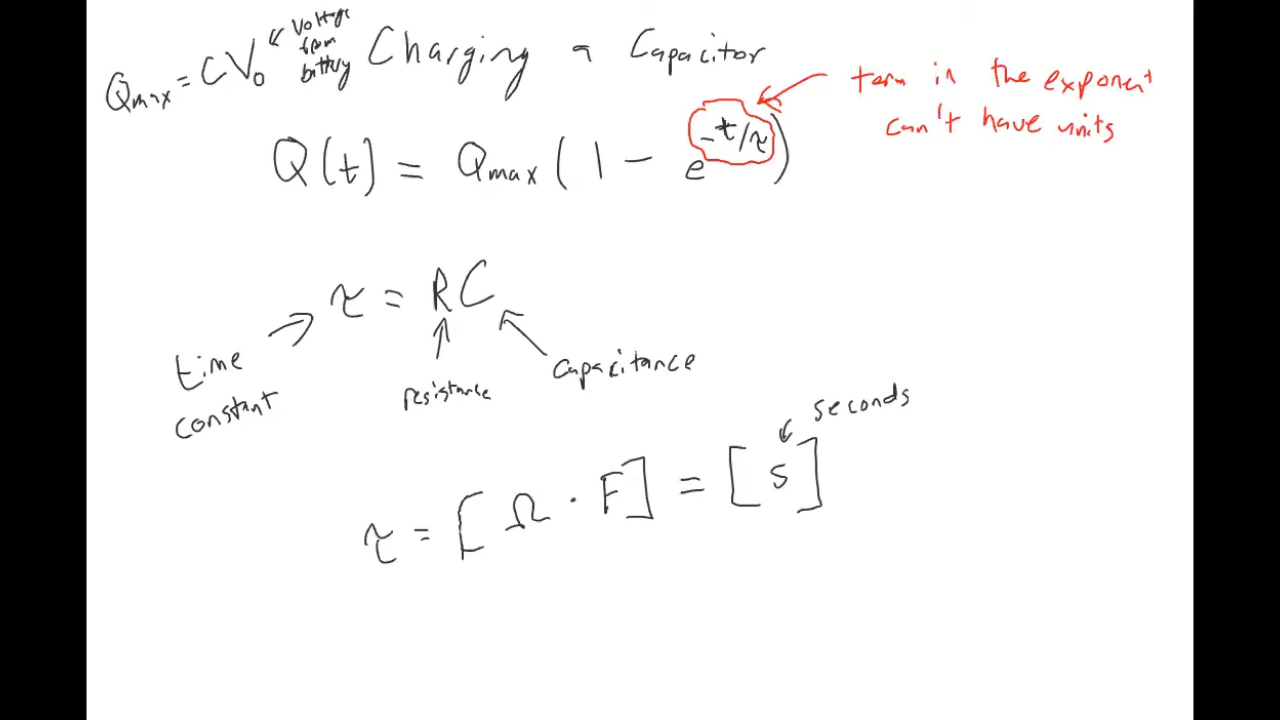 Charging a Capacitor
Qmax = CV₀
Voltage
from
battery
term in the exponent
can't have units
Q(t) = Qmax(1 - e^(-t/τ))
τ = RC
time
constant
resistance
capacitance
seconds
τ = [Ω · F] = [s]